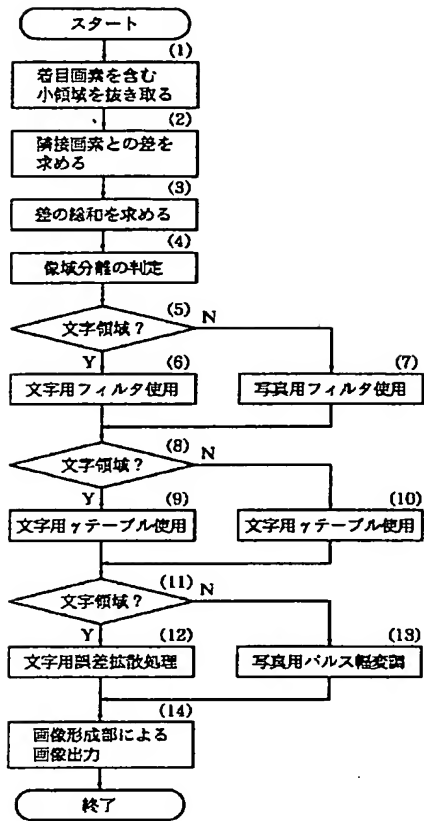 スタート
(1)
着目画素を含む
小領域を抜き取る
(2)
隣接画素との差を
求める
(3)
差の総和を求める
(4)
像域分離の判定
(5)
文字領域？
N
Y
(6)
(7)
文字用フィルタ使用
写真用フィルタ使用
(8)
文字領域？
N
Y
(9)
(10)
文字用γテーブル使用
文字用γテーブル使用
(11)
文字領域？
N
Y
(12)
(13)
文字用誤差拡散処理
写真用パルス幅変調
(14)
画像形成部による
画像出力
終了